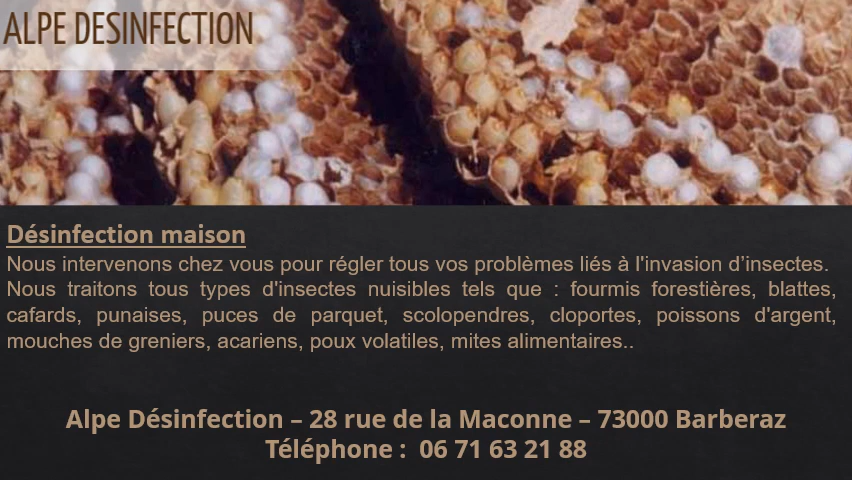 ALPE DESINFECTION
Désinfection maison
Nous intervenons chez vous pour régler tous vos problèmes liés à l'invasion d’insectes.
Nous traitons tous types d'insectes nuisibles tels que : fourmis forestières, blattes,
cafards, punaises, puces de parquet, scolopendres, cloportes, poissons d'argent,
mouches de greniers, acariens, poux volatiles, mites alimentaires..
Alpe Désinfection – 28 rue de la Maconne – 73000 Barberaz
Téléphone : 06 71 63 21 88